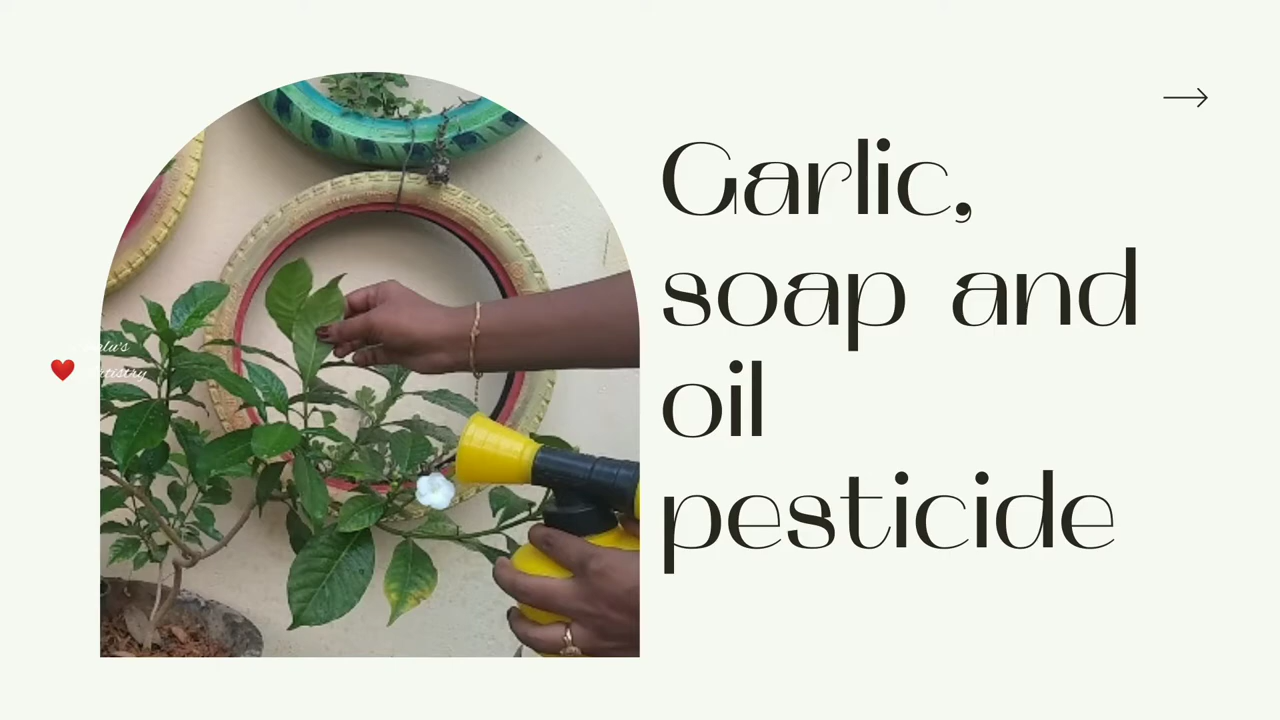 Garlic,
soap and
oil
pesticide